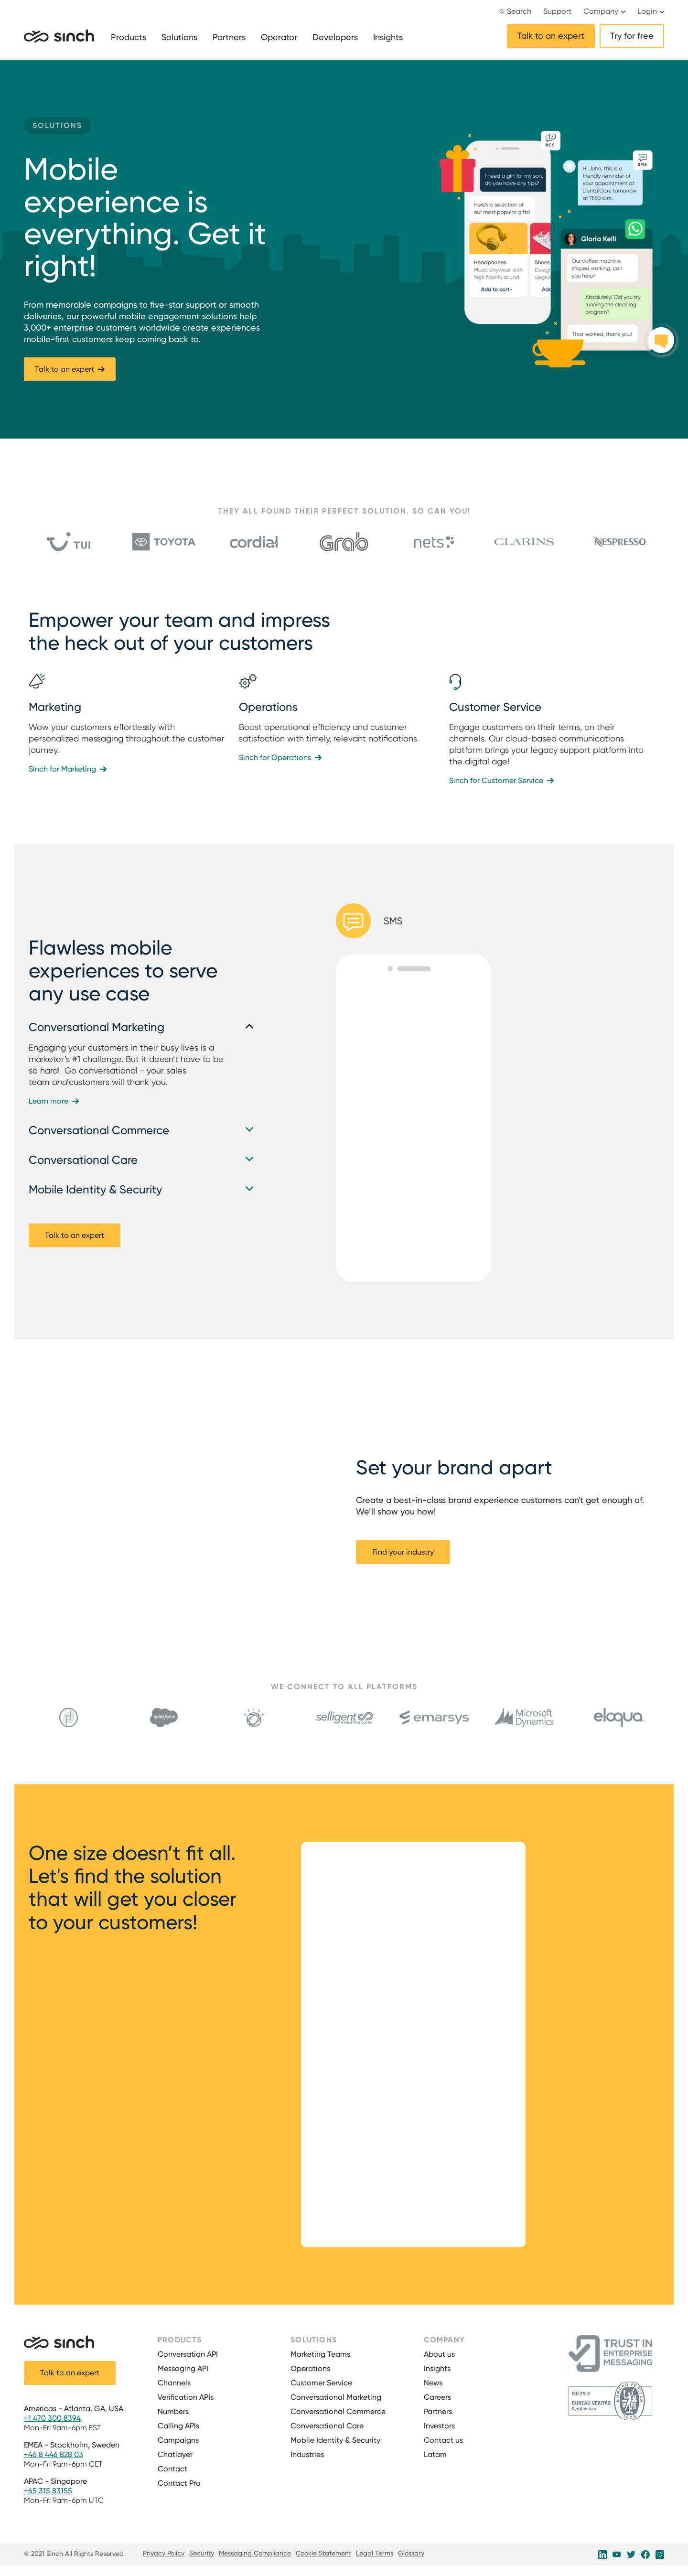 Search Support Company Login
sinch Products Solutions Partners Operator Developers Insights Talk to an expert Try for free
SOLUTIONS
Mobile
experience is
everything. Get it
right!
From memorable campaigns to five-star support or smooth
deliveries, our powerful mobile engagement solutions help
3,000+ enterprise customers worldwide create experiences
mobile-first customers keep coming back to.
Talk to an expert
RCS
I need a gift for my son,
do you have any tips?
Here's a selection of
our most popular gifts!
Headphones
Music anywear with
high fidelity sound
Add to cart
Shoes
Design
upgra
Ad
SMS
Hi John, this is a
friendly reminder of
your appointment at
DentalCare tomorrow
at 11:50 a.m.
Gloria Kelli
Our coffee machine
stoped working, can
you help?
Absolutely! Did you try
running the cleaning
program?
That worked, thank you!
THEY ALL FOUND THEIR PERFECT SOLUTION. SO CAN YOU!
TUI TOYOTA cordial Grab nets CLARINS NESPRESSO
Empower your team and impress
the heck out of your customers
Marketing
Wow your customers effortlessly with
personalized messaging throughout the customer
journey.
Sinch for Marketing
Operations
Boost operational efficiency and customer
satisfaction with timely, relevant notifications.
Sinch for Operations
Customer Service
Engage customers on their terms, on their
channels. Our cloud-based communications
platform brings your legacy support platform into
the digital age!
Sinch for Customer Service
Flawless mobile
experiences to serve
any use case
Conversational Marketing
Engaging your customers in their busy lives is a
marketer's #1 challenge. But it doesn't have to be
so hard! Go conversational - your sales
team and customers will thank you.
Learn more
Conversational Commerce
Conversational Care
Mobile Identity & Security
Talk to an expert
SMS
Set your brand apart
Create a best-in-class brand experience customers can't get enough of.
We'll show you how!
Find your industry
WE CONNECT TO ALL PLATFORMS
salesforce selligent MARKETING CLOUD emarsys Microsoft Dynamics eloqua
One size doesn't fit all.
Let's find the solution
that will get you closer
to your customers!
sinch
Talk to an expert
Americas - Atlanta, GA, USA
+1 470 300 8394
Mon-Fri 9am-6pm EST
EMEA - Stockholm, Sweden
+46 8 446 828 03
Mon-Fri 9am-6pm CET
APAC - Singapore
+65 315 83155
Mon-Fri 9am-6pm UTC
PRODUCTS
Conversation API
Messaging API
Channels
Verification APIs
Numbers
Calling APIs
Campaigns
Chatlayer
Contact
Contact Pro
SOLUTIONS
Marketing Teams
Operations
Customer Service
Conversational Marketing
Conversational Commerce
Conversational Care
Mobile Identity & Security
Industries
COMPANY
About us
Insights
News
Careers
Partners
Investors
Contact us
Latam
TRUST IN
ENTERPRISE
MESSAGING
ISO 27001
BUREAU VERITAS
Certification
© 2021 Sinch All Rights Reserved Privacy Policy Security Messaging Compliance Cookie Statement Legal Terms Glossary